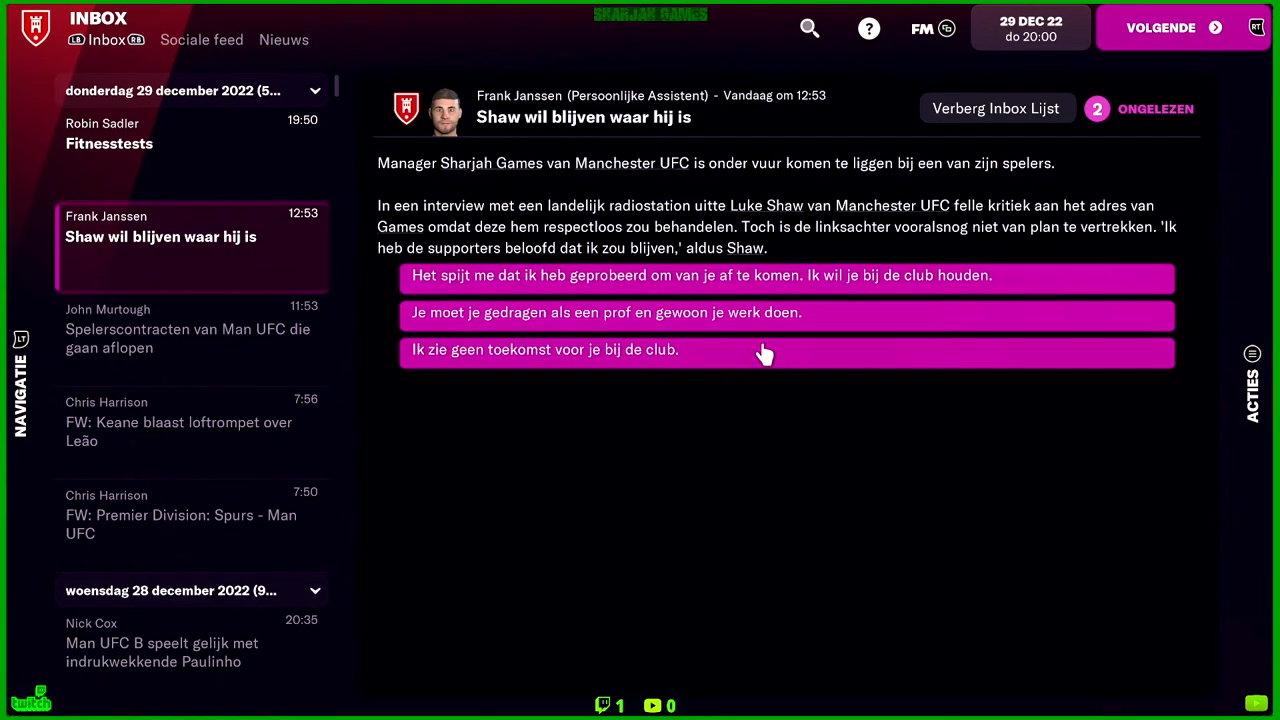 SHARJAH GAMES
INBOX
LB Inbox RB
Sociale feed
Nieuws
?
FM
29 DEC 22
do 20:00
VOLGENDE
RT
donderdag 29 december 2022 (5...
Robin Sadler
19:50
Fitnesstests
Frank Janssen
12:53
Shaw wil blijven waar hij is
John Murtough
11:53
Spelerscontracten van Man UFC die
gaan aflopen
Chris Harrison
7:56
FW: Keane blaast loftrompet over
Leão
Chris Harrison
7:50
FW: Premier Division: Spurs - Man
UFC
woensdag 28 december 2022 (9...
Nick Cox
20:35
Man UFC B speelt gelijk met
indrukwekkende Paulinho
LT
NAVIGATIE
Frank Janssen (Persoonlijke Assistent) - Vandaag om 12:53
Shaw wil blijven waar hij is
Verberg Inbox Lijst
2
ONGELEZEN
Manager Sharjah Games van Manchester UFC is onder vuur komen te liggen bij een van zijn spelers.
In een interview met een landelijk radiostation uitte Luke Shaw van Manchester UFC felle kritiek aan het adres van
Games omdat deze hem respectloos zou behandelen. Toch is de linksachter vooralsnog niet van plan te vertrekken. 'Ik
heb de supporters beloofd dat ik zou blijven,' aldus Shaw.
Het spijt me dat ik heb geprobeerd om van je af te komen. Ik wil je bij de club houden.
Je moet je gedragen als een prof en gewoon je werk doen.
Ik zie geen toekomst voor je bij de club.
ACTIES
twitch
1
0